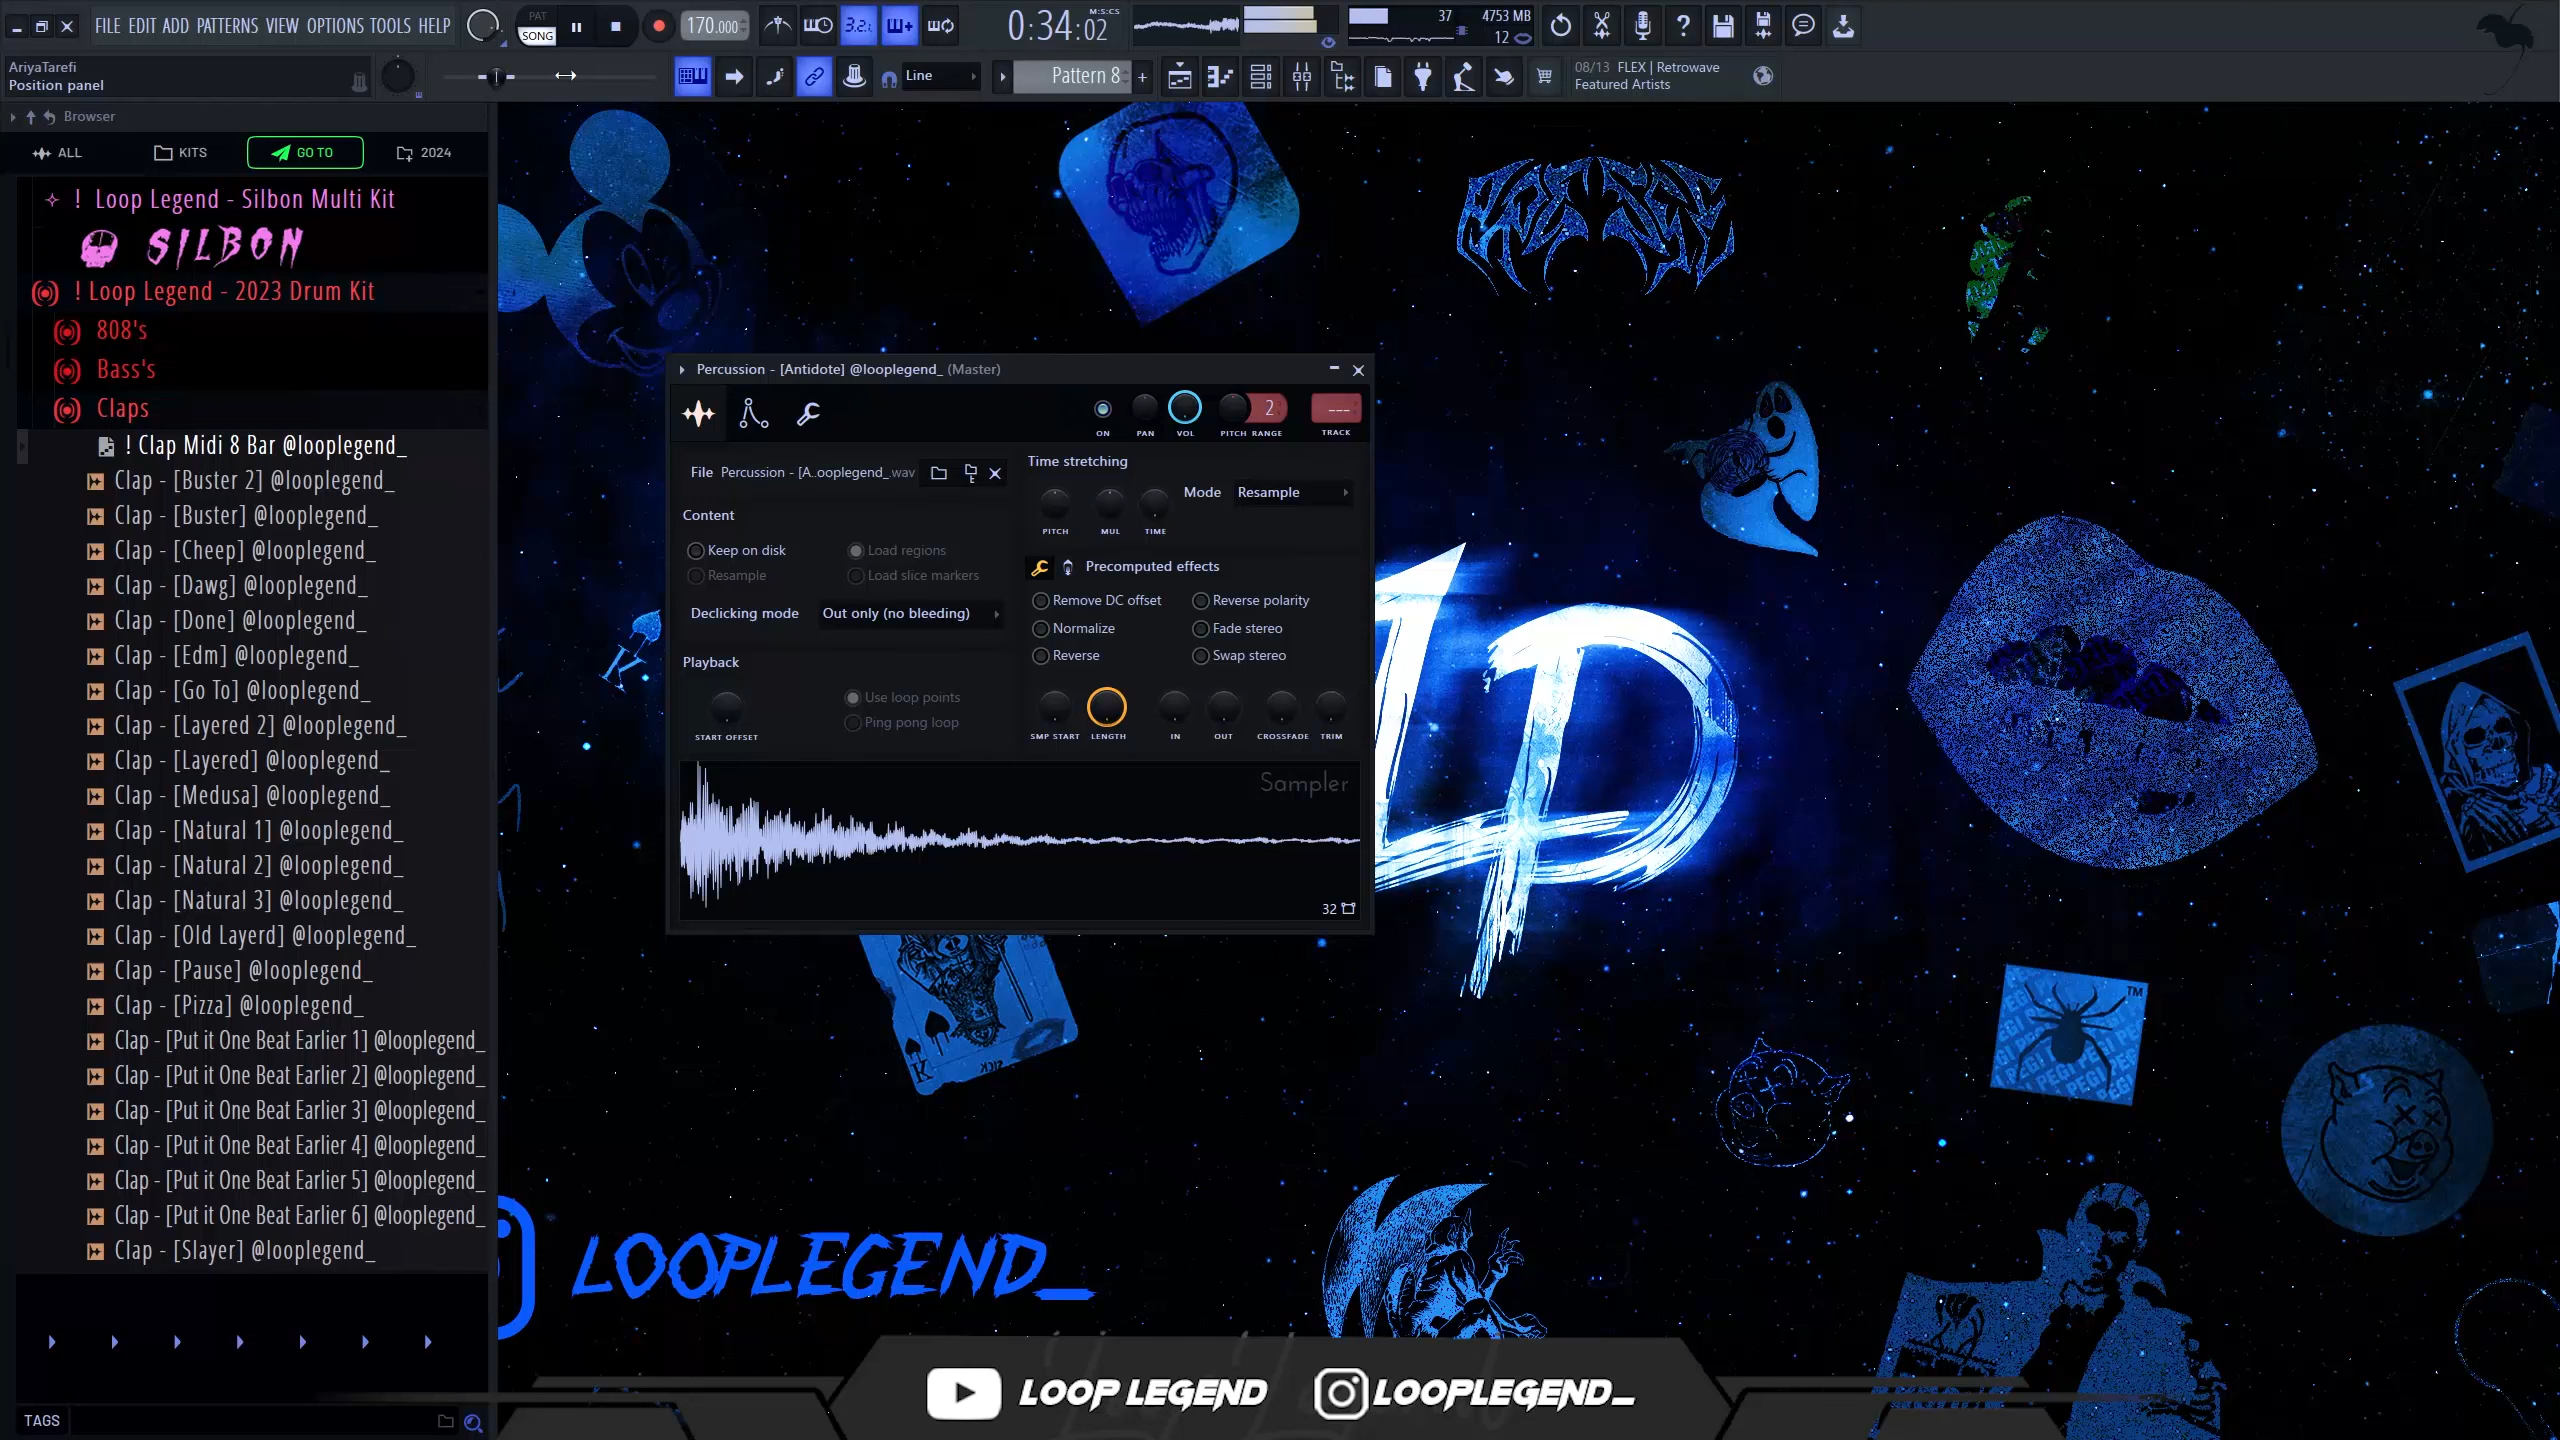 FILE EDIT ADD PATTERNS VIEW OPTIONS TOOLS HELP
PAT
SONG
170.000
3.2.
0:34:02
M:S:CS
37
4753 MB
12
AriyaTarefi
Position panel
Line
Pattern 8
08/13 FLEX | Retrowave
Featured Artists
Browser
ALL
KITS
GO TO
2024
! Loop Legend - Silbon Multi Kit
SILBON
! Loop Legend - 2023 Drum Kit
808's
Bass's
Claps
! Clap Midi 8 Bar @looplegend_
Clap - [Buster 2] @looplegend_
Clap - [Buster] @looplegend_
Clap - [Cheep] @looplegend_
Clap - [Dawg] @looplegend_
Clap - [Done] @looplegend_
Clap - [Edm] @looplegend_
Clap - [Go To] @looplegend_
Clap - [Layered 2] @looplegend_
Clap - [Layered] @looplegend_
Clap - [Medusa] @looplegend_
Clap - [Natural 1] @looplegend_
Clap - [Natural 2] @looplegend_
Clap - [Natural 3] @looplegend_
Clap - [Old Layerd] @looplegend_
Clap - [Pause] @looplegend_
Clap - [Pizza] @looplegend_
Clap - [Put it One Beat Earlier 1] @looplegend_
Clap - [Put it One Beat Earlier 2] @looplegend_
Clap - [Put it One Beat Earlier 3] @looplegend_
Clap - [Put it One Beat Earlier 4] @looplegend_
Clap - [Put it One Beat Earlier 5] @looplegend_
Clap - [Put it One Beat Earlier 6] @looplegend_
Clap - [Slayer] @looplegend_
TAGS
Percussion - [Antidote] @looplegend_ (Master)
2
---
ON PAN VOL PITCH RANGE TRACK
File Percussion - [A..ooplegend_.wav
Time stretching
Mode Resample
PITCH MUL TIME
Content
Keep on disk
Load regions
Resample
Load slice markers
Declicking mode Out only (no bleeding)
Precomputed effects
Remove DC offset
Reverse polarity
Normalize
Fade stereo
Reverse
Swap stereo
Playback
Use loop points
Ping pong loop
START OFFSET
SMP START LENGTH IN OUT CROSSFADE TRIM
Sampler
32
LP
K
K
SICK
TM
PEGI PEGI
LOOPLEGEND_
LOOP LEGEND
LOOPLEGEND_